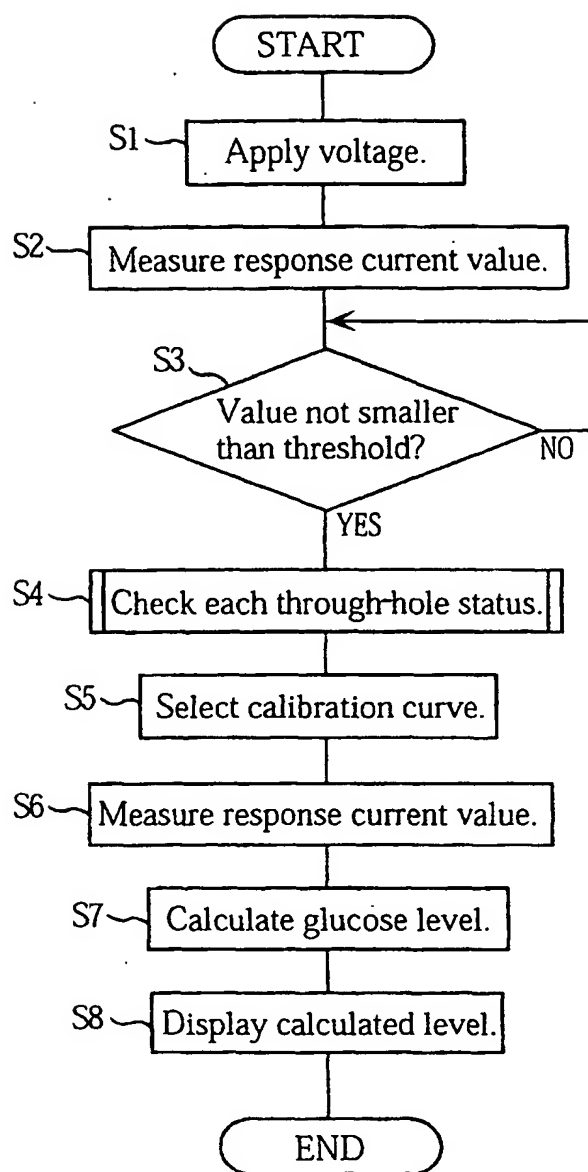 START
S1
Apply voltage.
S2
Measure response current value.
S3
Value not smaller
than threshold?
NO
YES
S4
Check each through-hole status.
S5
Select calibration curve.
S6
Measure response current value.
S7
Calculate glucose level.
S8
Display calculated level.
END